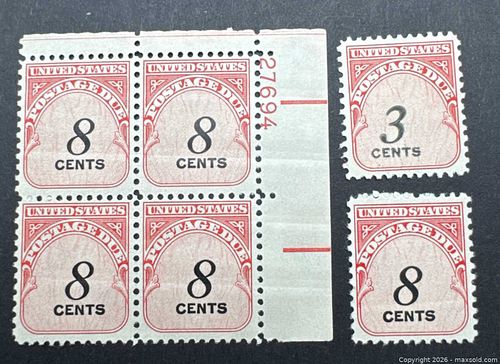 UNITED STATES
POSTAGE DUE
8
CENTS
UNITED STATES
POSTAGE DUE
8
CENTS
27694
UNITED STATES
POSTAGE DUE
3
CENTS
UNITED STATES
POSTAGE DUE
8
CENTS
UNITED STATES
POSTAGE DUE
8
CENTS
UNITED STATES
POSTAGE DUE
8
CENTS
Copyright 2026 - maxsold.com